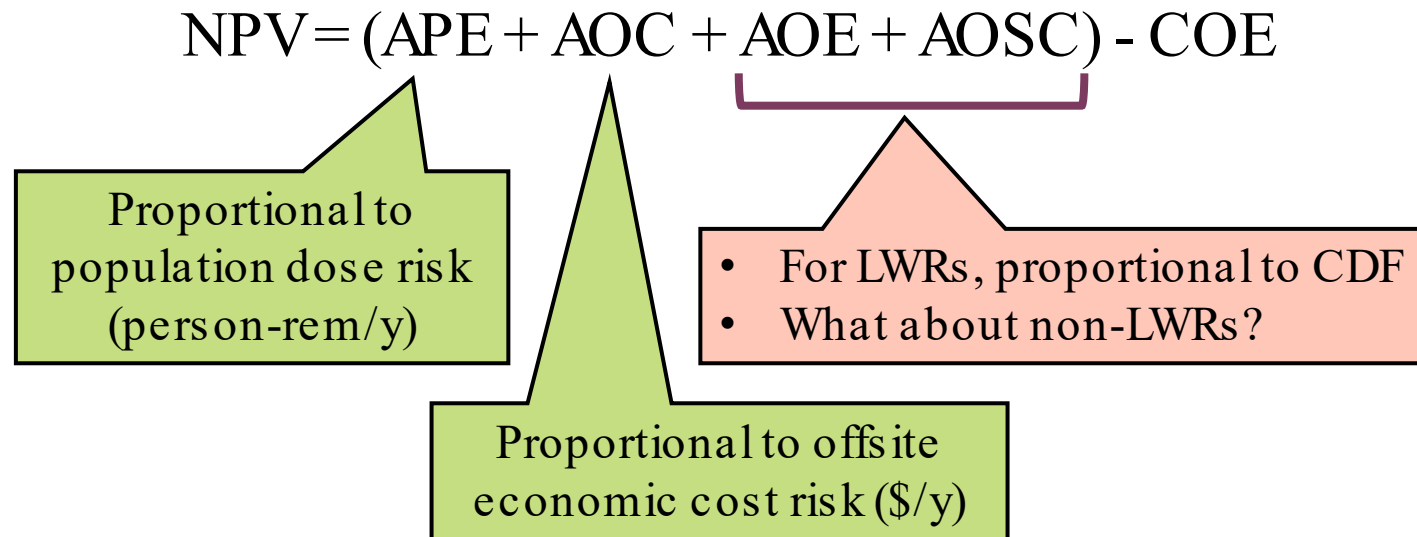 NPV = (APE + AOC + AOE + AOSC) - COE
Proportional to
population dose risk
(person-rem/y)
• For LWRs, proportional to CDF
• What about non-LWRs?
Proportional to offsite
economic cost risk ($/y)